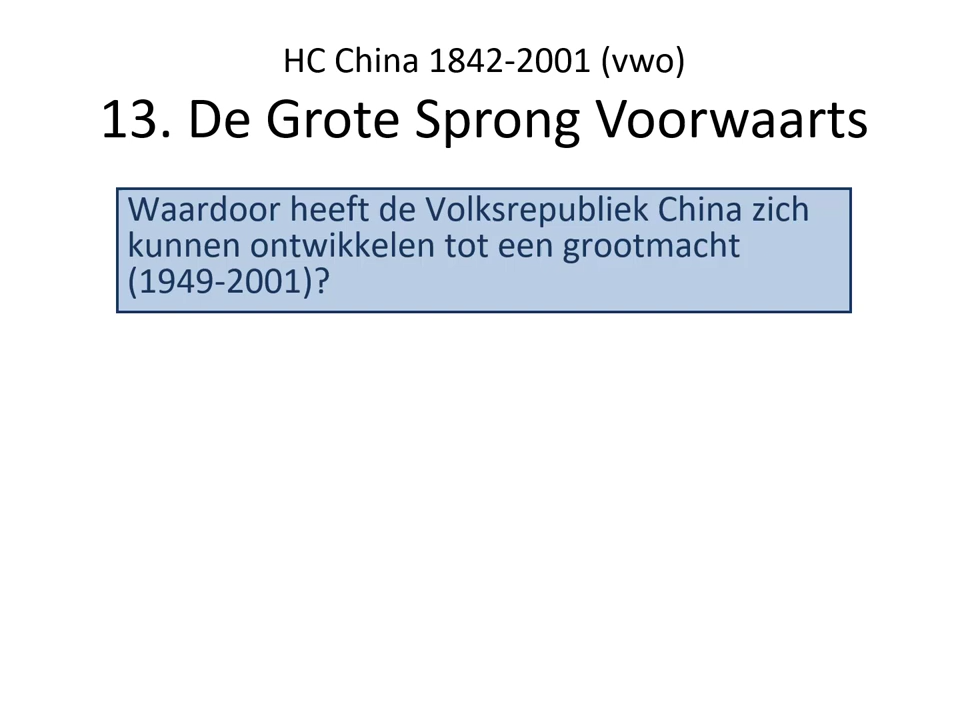 HC China 1842-2001 (vwo)
13. De Grote Sprong Voorwaarts
Waardoor heeft de Volksrepubliek China zich
kunnen ontwikkelen tot een grootmacht
(1949-2001)?